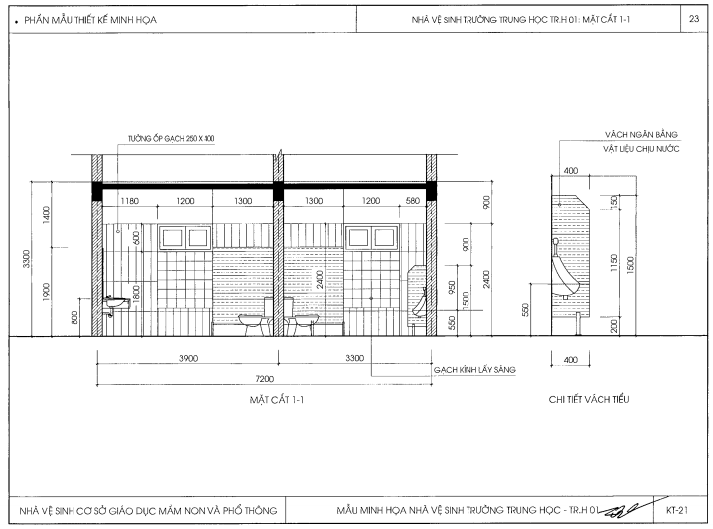 • PHẦN MẪU THIẾT KẾ MINH HỌA
NHÀ VỆ SINH TRƯỜNG TRUNG HỌC TR.H 01: MẶT CẮT 1-1
23
TƯỜNG ỐP GẠCH 250 X 400
VÁCH NGĂN BẰNG
VẬT LIỆU CHỊU NƯỚC
400
1180 1200 1300 1300 1200 580
1400
1900
3300
800
600
1800
2400
900
950
550
1500
900
2400
150
1150
200
1500
550
400
3900 3300
7200
GẠCH KÍNH LẤY SÁNG
MẶT CẮT 1-1
CHI TIẾT VÁCH TIỂU
NHÀ VỆ SINH CƠ SỞ GIÁO DỤC MẦM NON VÀ PHỔ THÔNG
MẪU MINH HỌA NHÀ VỆ SINH TRƯỜNG TRUNG HỌC - TR.H 01
KT-21